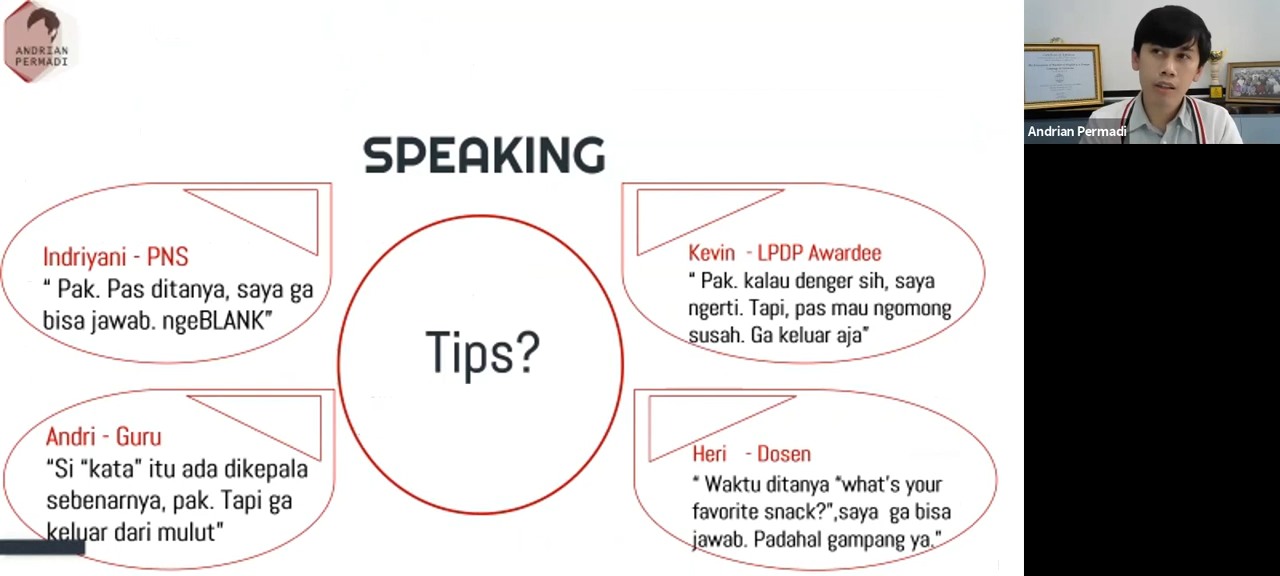 ANDRIAN
PERMADI
SPEAKING
Indriyani - PNS
“ Pak. Pas ditanya, saya ga
bisa jawab. ngeBLANK”
Tips?
Kevin - LPDP Awardee
“ Pak. kalau denger sih, saya
ngerti. Tapi, pas mau ngomong
susah. Ga keluar aja”
Andri - Guru
“Si “kata” itu ada dikepala
sebenarnya, pak. Tapi ga
keluar dari mulut”
Heri - Dosen
“ Waktu ditanya “what's your
favorite snack?”,saya ga bisa
jawab. Padahal gampang ya.”
Andrian Permadi